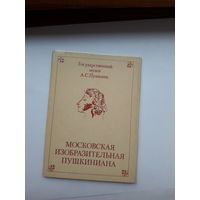 Государственный
музей
А.С.Пушкина
МОСКОВСКАЯ
ИЗОБРАЗИТЕЛЬНАЯ
ПУШКИНИАНА